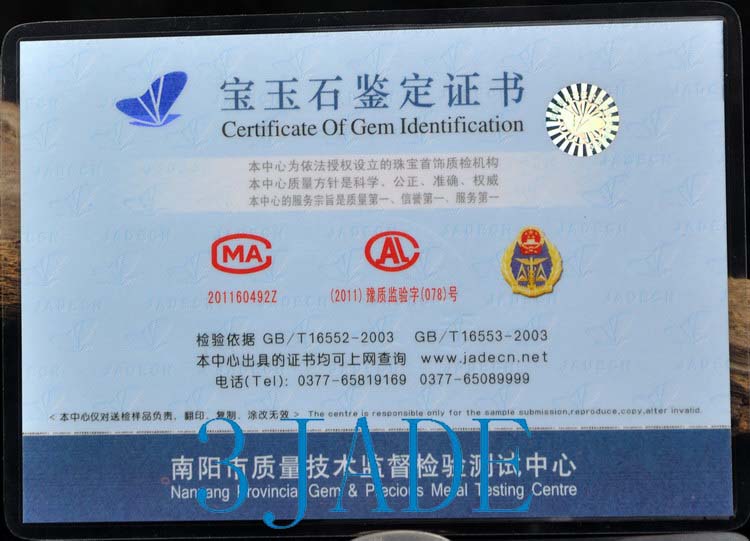 宝玉石鉴定证书
Certificate Of Gem Identification
本中心为依法授权设立的珠宝首饰质检机构
本中心质量方针是科学、公正、准确、权威
本中心的服务宗旨是质量第一、信誉第一、服务第一
MA
AL
201160492Z
(2011)豫质监验字(078)号
检验依据 GB/T16552-2003 GB/T16553-2003
本中心出具的证书均可上网查询 www.jadecn.net
电话(Tel): 0377-65819169 0377-65089999
<本中心仅对送检样品负责，翻印、复制、涂改无效> The centre is responsible only for the sample submission,reproduce,copy,alter invalid.
3JADE
南阳市质量技术监督检验测试中心
Nanyang Provincial Gem & Precious Metal Testing Centre
JADECN